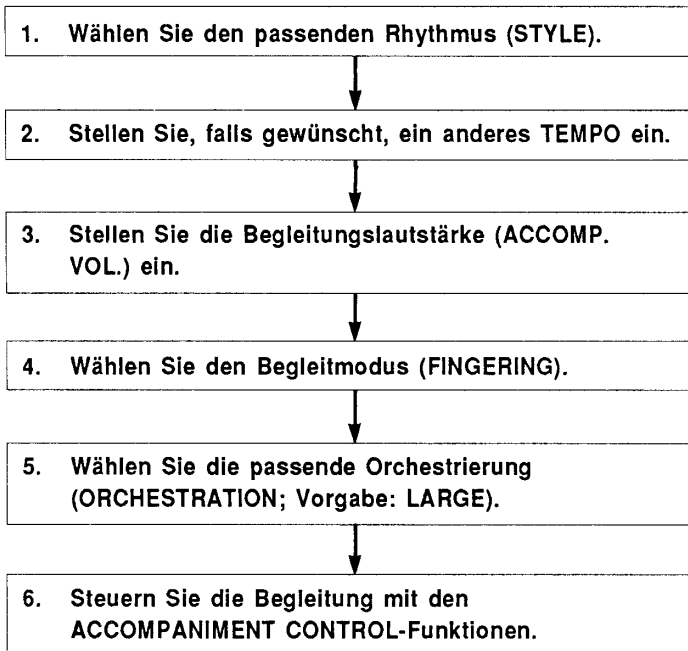 1. Wählen Sie den passenden Rhythmus (STYLE).
2. Stellen Sie, falls gewünscht, ein anderes TEMPO ein.
3. Stellen Sie die Begleitungslautstärke (ACCOMP.
VOL.) ein.
4. Wählen Sie den Begleitmodus (FINGERING).
5. Wählen Sie die passende Orchestrierung
(ORCHESTRATION; Vorgabe: LARGE).
6. Steuern Sie die Begleitung mit den
ACCOMPANIMENT CONTROL-Funktionen.